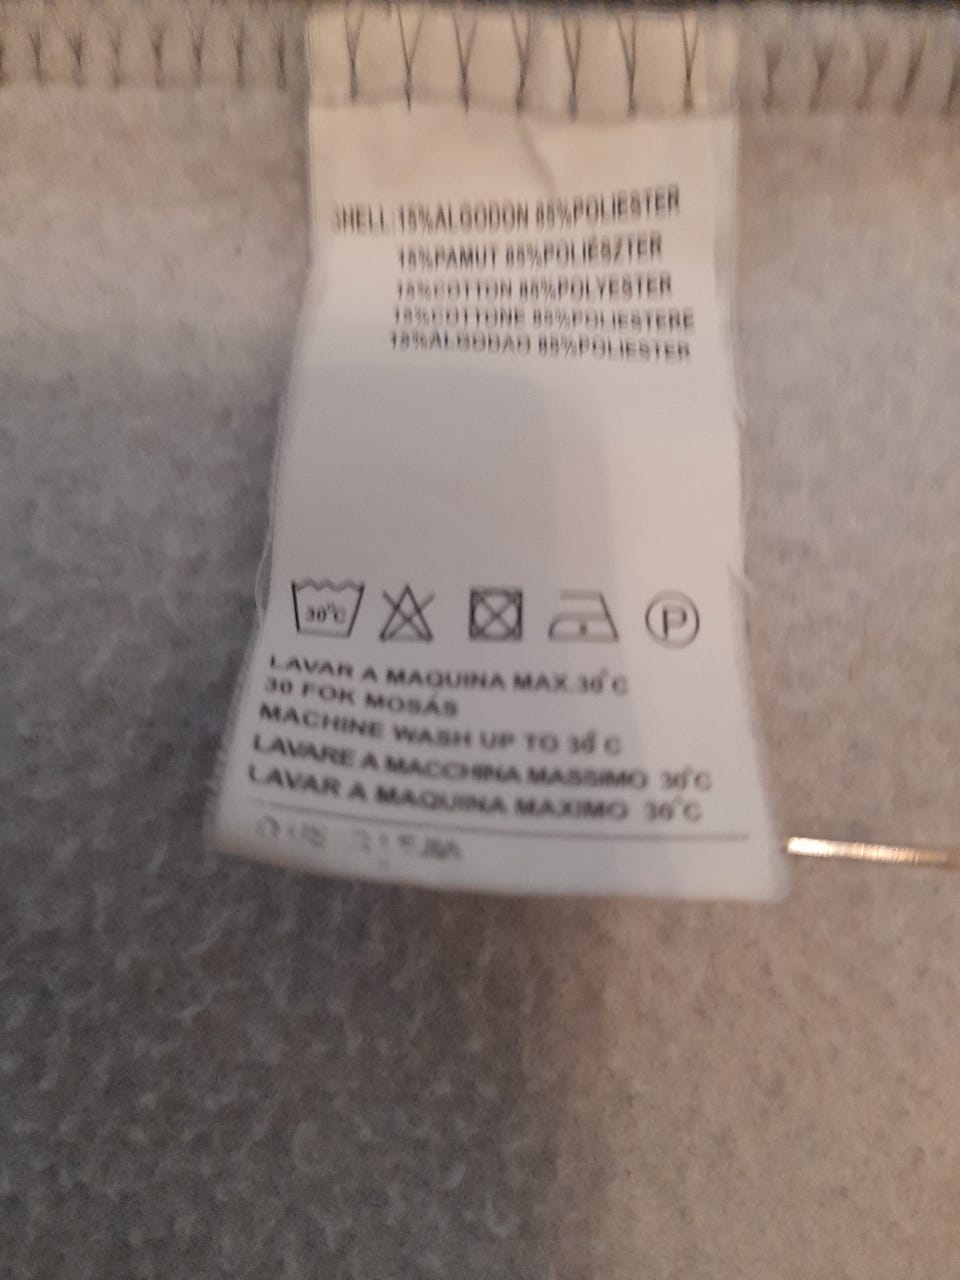 SHELL:15%ALGODON 85%POLIESTER
15%PAMUT 85%POLIÉSZTER
15%COTTON 85%POLYESTER
15%COTTONE 85%POLIESTERE
15%ALGODAO 85%POLIESTER
30°C P
LAVAR A MAQUINA MAX.30°C
30 FOK MOSÁS
MACHINE WASH UP TO 30°C
LAVARE A MACCHINA MASSIMO 30°C
LAVAR A MAQUINA MAXIMO 30°C